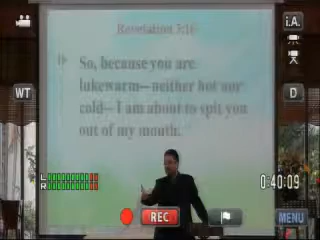 Revelation 3:16
So, because you are
lukewarm—neither hot nor
cold—I am about to spit you
out of my mouth."
i.A.
WT
D
L
R
REC
0:40:09
MENU